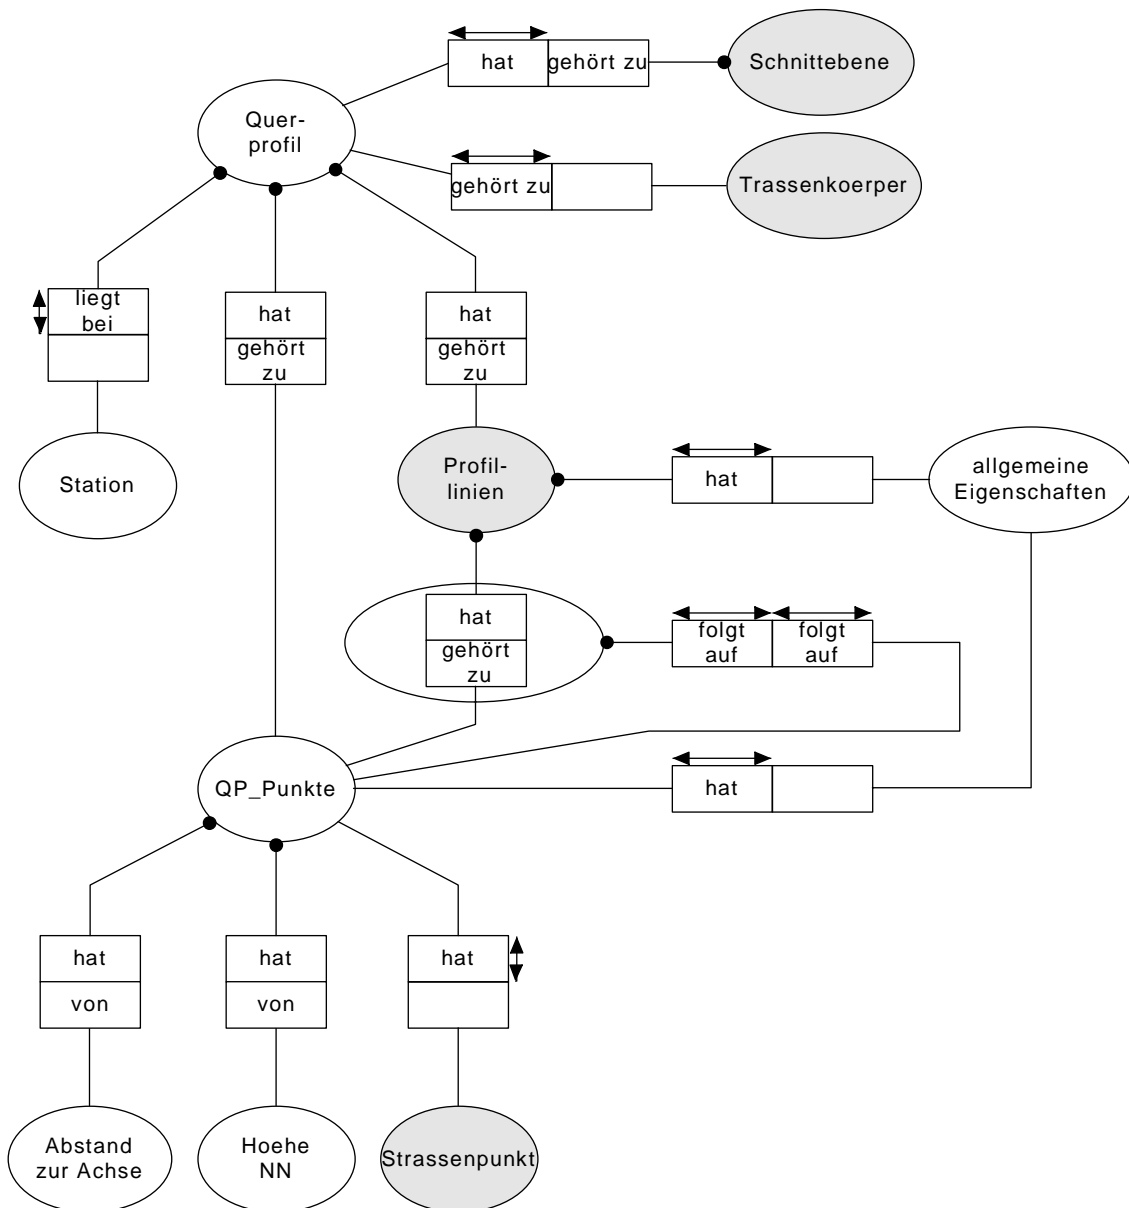 hat
gehört zu
Schnittebene
Quer-
profil
gehört zu
Trassenkoerper
liegt
bei
hat
gehört
zu
hat
gehört
zu
Station
Profil-
linien
hat
allgemeine
Eigenschaften
hat
gehört
zu
folgt
auf
folgt
auf
QP_Punkte
hat
hat
von
hat
von
hat
Abstand
zur Achse
Hoehe
NN
Strassenpunkt